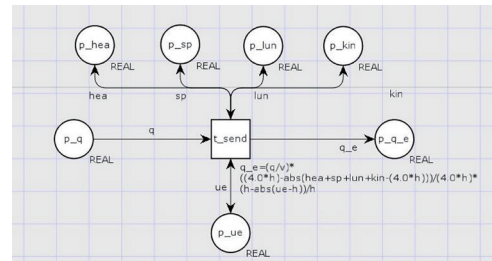 p_hea
p_sp
p_lun
p_kin
REAL
REAL
REAL
REAL
hea
sp
lun
kin
p_q
q
t_send
q_e
p_q_e
REAL
REAL
q_e=(q/v)*
((4.0*h)-abs(hea+sp+lun+kin-(4.0*h)))/(4.0*h)*
(h-abs(ue-h))/h
ue
p_ue
REAL